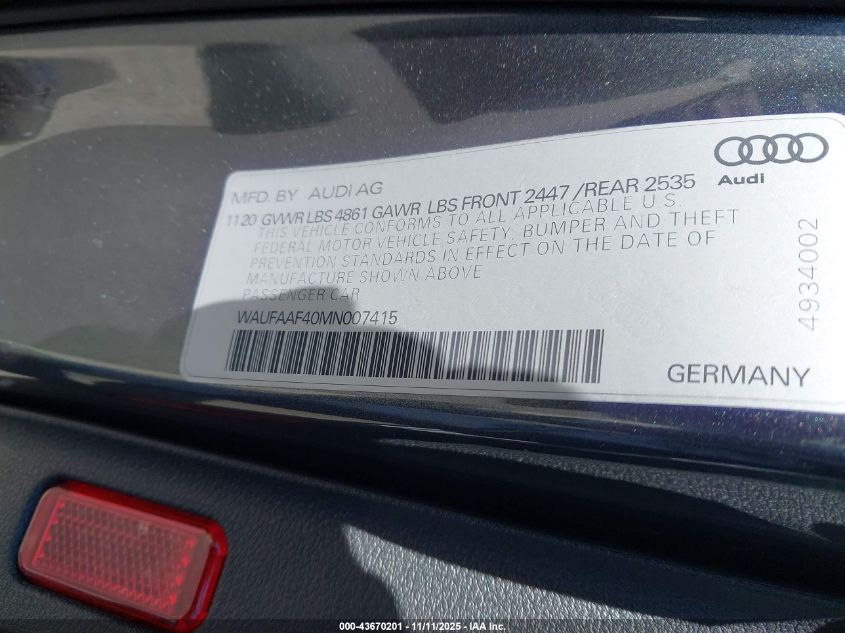 MFD. BY AUDI AG
1120 GVWR LBS 4861 GAWR LBS FRONT 2447 /REAR 2535
THIS VEHICLE CONFORMS TO ALL APPLICABLE U.S.
FEDERAL MOTOR VEHICLE SAFETY, BUMPER AND THEFT
PREVENTION STANDARDS IN EFFECT ON THE DATE OF
MANUFACTURE SHOWN ABOVE
PASSENGER CAR
WAUFAAF40MN007415
Audi
4934002
GERMANY
000-43670201 - 11/11/2025 - IAA Inc.